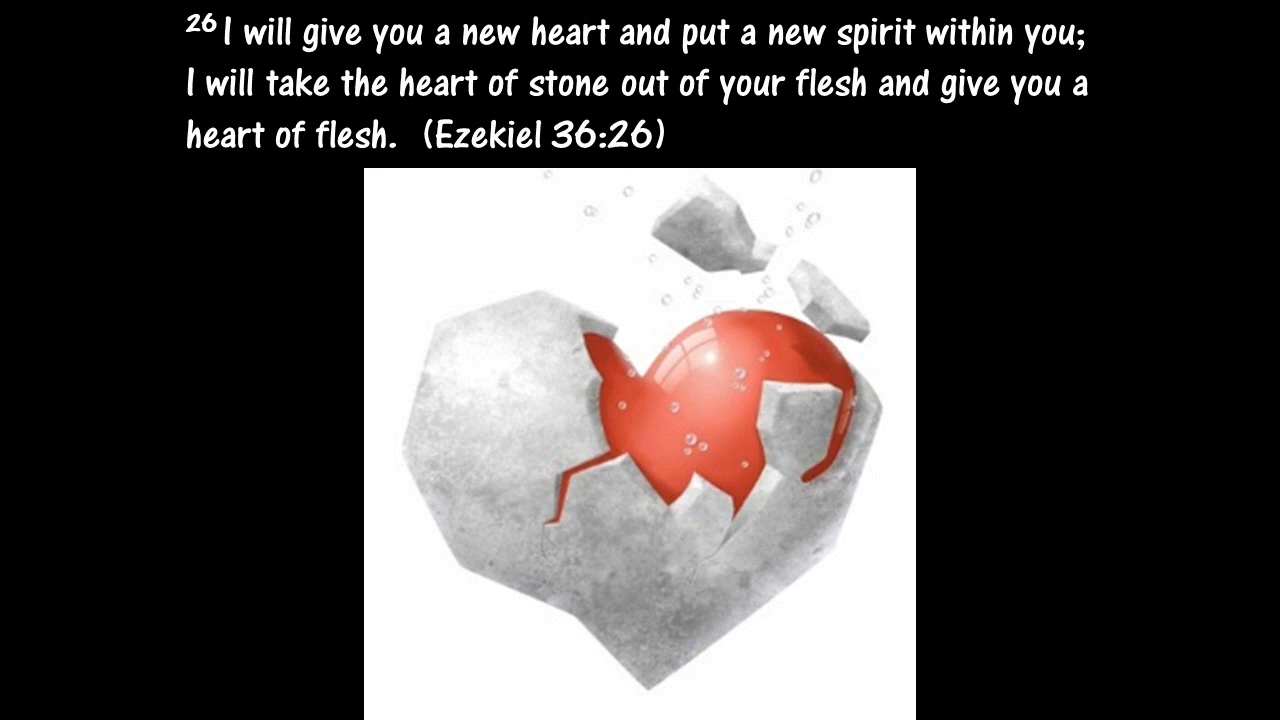 26 I will give you a new heart and put a new spirit within you;
I will take the heart of stone out of your flesh and give you a
heart of flesh. (Ezekiel 36:26)